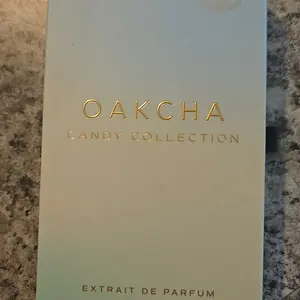 OAKCHA
CANDY COLLECTION
EXTRAIT DE PARFUM